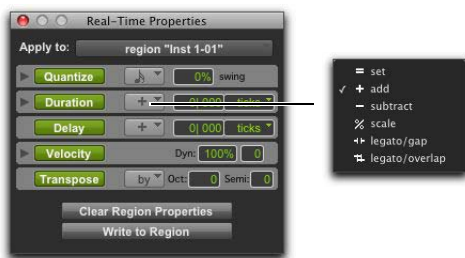 Real-Time Properties
Apply to: region "Inst 1-01"
Quantize 0% swing
Duration + 0| 000 ticks
Delay + 0| 000 ticks
Velocity Dyn: 100% 0
Transpose by Oct: 0 Semi: 0
Clear Region Properties
Write to Region
= set
✓ + add
− subtract
% scale
legato/gap
legato/overlap